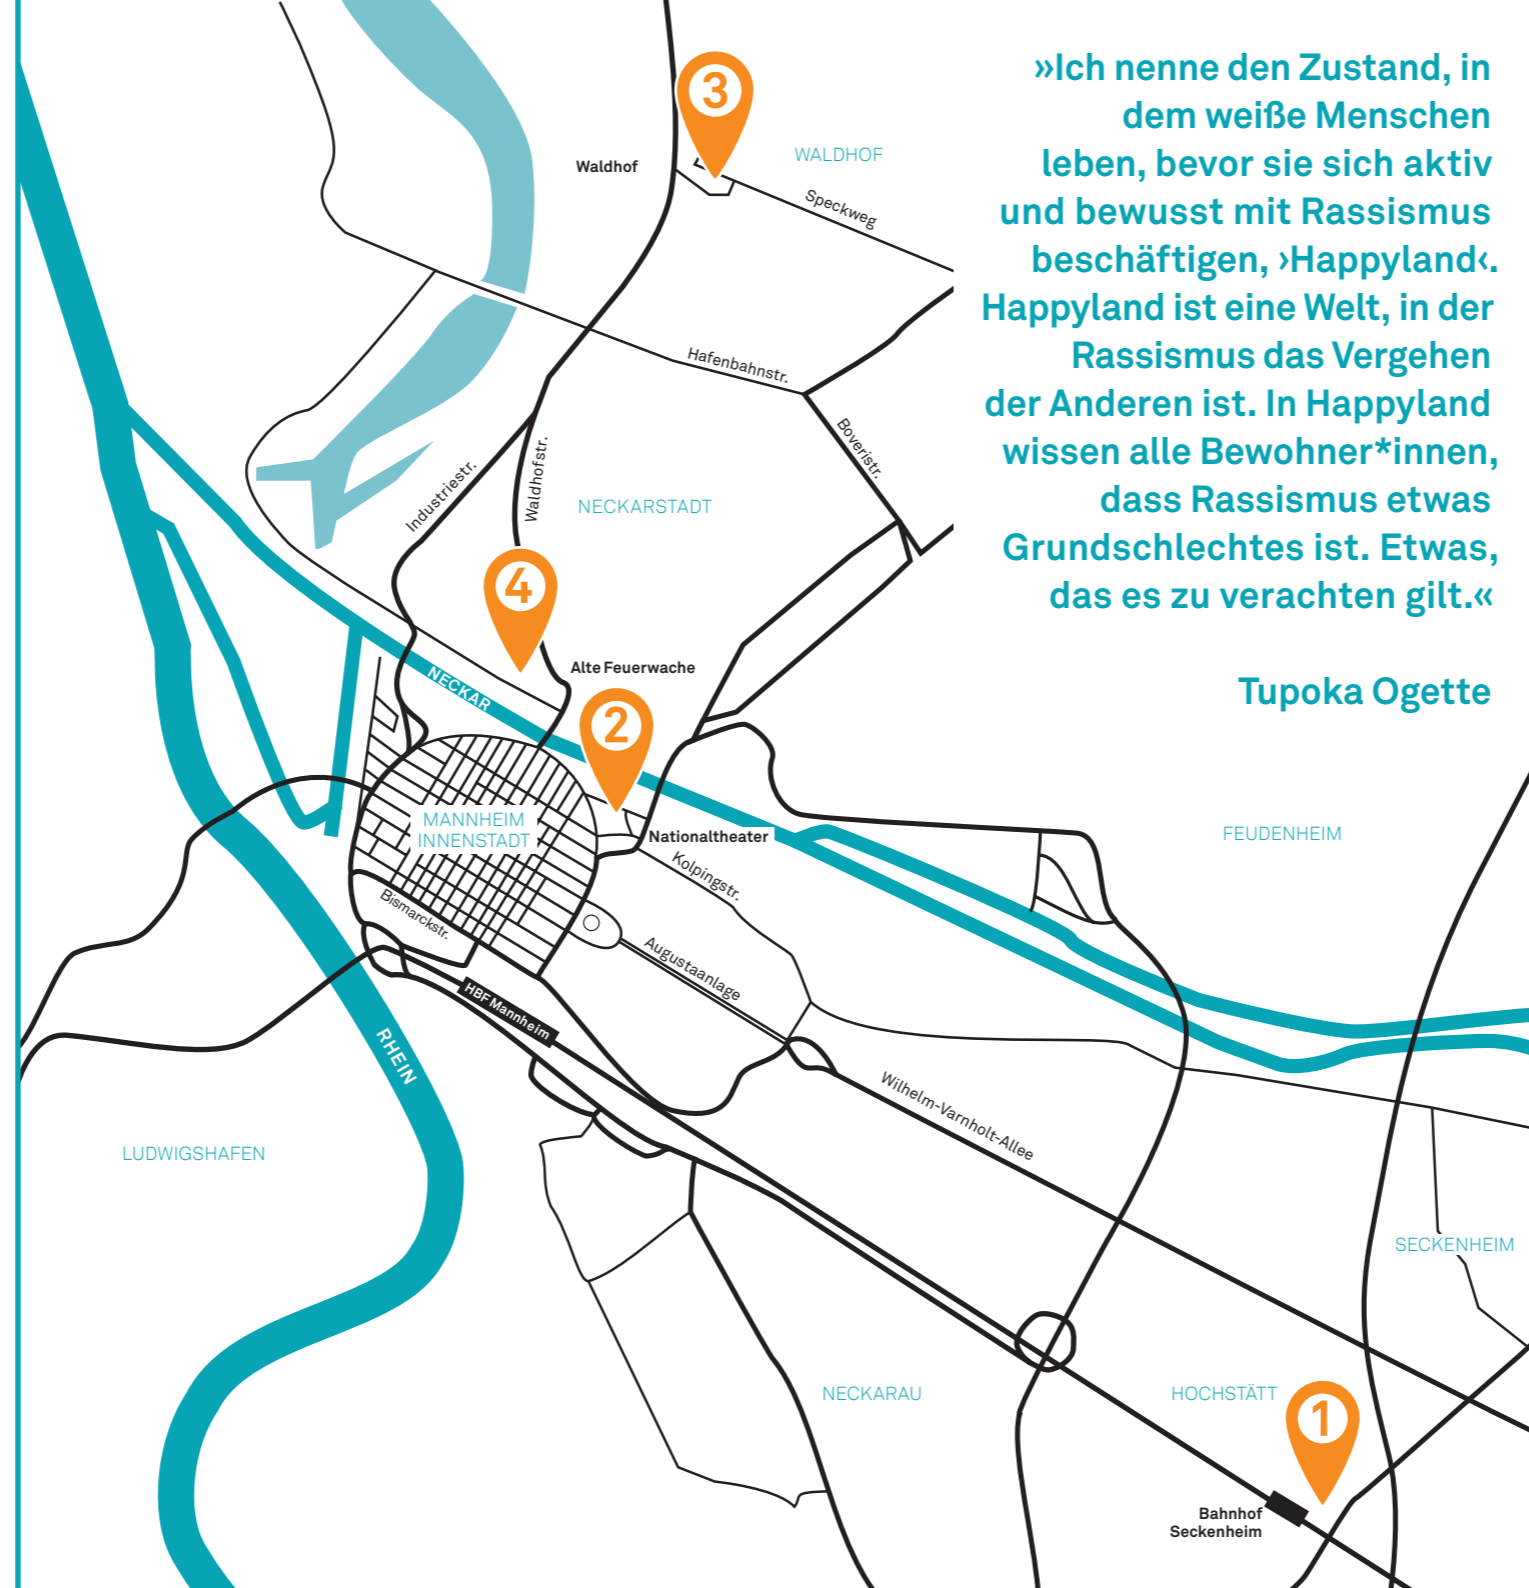 »Ich nenne den Zustand, in
dem weiße Menschen
leben, bevor sie sich aktiv
und bewusst mit Rassismus
beschäftigen, ›Happyland‹.
Happyland ist eine Welt, in der
Rassismus das Vergehen
der Anderen ist. In Happyland
wissen alle Bewohner*innen,
dass Rassismus etwas
Grundschlechtes ist. Etwas,
das es zu verachten gilt.«
Tupoka Ogette
3
Waldhof
WALDHOF
Speckweg
Hafenbahnstr.
Boveristr.
Industriestr.
Waldhofstr.
NECKARSTADT
4
Alte Feuerwache
NECKAR
2
MANNHEIM
INNENSTADT
Nationaltheater
FEUDENHEIM
Kolpingstr.
Bismarckstr.
Augustaanlage
HBF Mannheim
RHEIN
Wilhelm-Varnholt-Allee
LUDWIGSHAFEN
SECKENHEIM
NECKARAU
HOCHSTÄTT
1
Bahnhof
Seckenheim